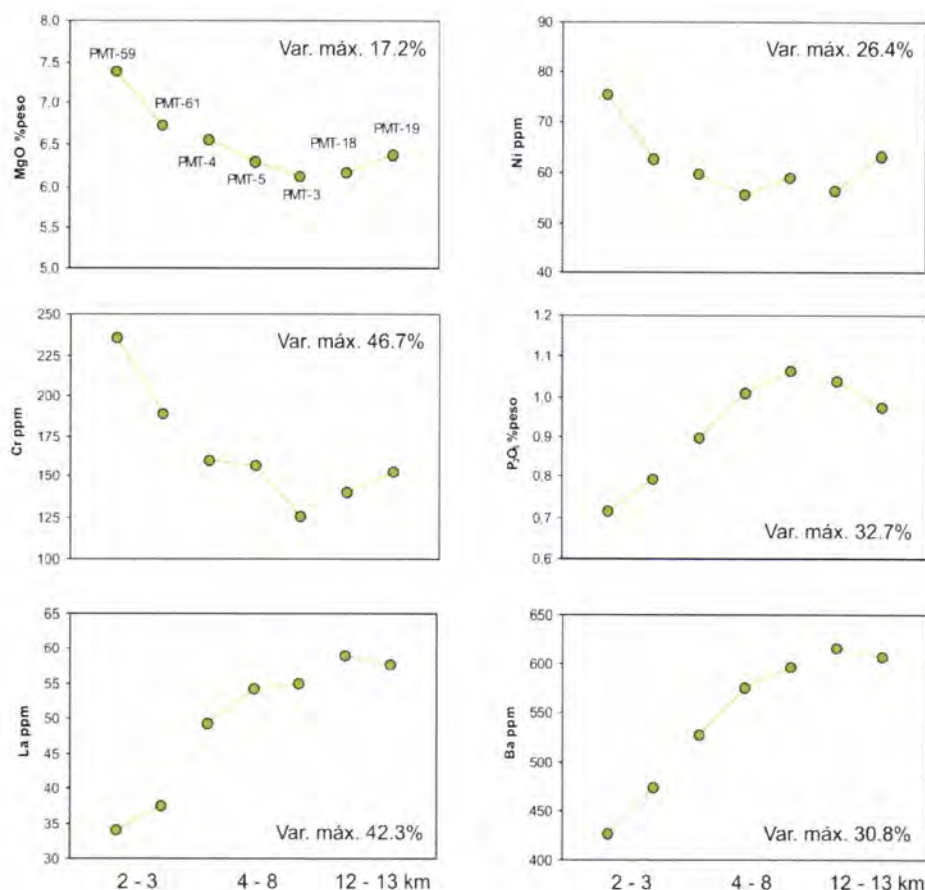 MgO %peso
8.0
7.5
7.0
6.5
6.0
5.5
5.0
Var. máx. 17.2%
PMT-59
PMT-61
PMT-4
PMT-5
PMT-3
PMT-18
PMT-19
Ni ppm
90
80
70
60
50
40
Var. máx. 26.4%
Cr ppm
250
225
200
175
150
125
100
Var. máx. 46.7%
P₂O₅ %peso
1.2
1.1
1.0
0.9
0.8
0.7
0.6
Var. máx. 32.7%
La ppm
65
60
55
50
45
40
35
30
Var. máx. 42.3%
2 - 3
4 - 8
12 - 13 km
Ba ppm
650
600
550
500
450
400
Var. máx. 30.8%
2 - 3
4 - 8
12 - 13 km